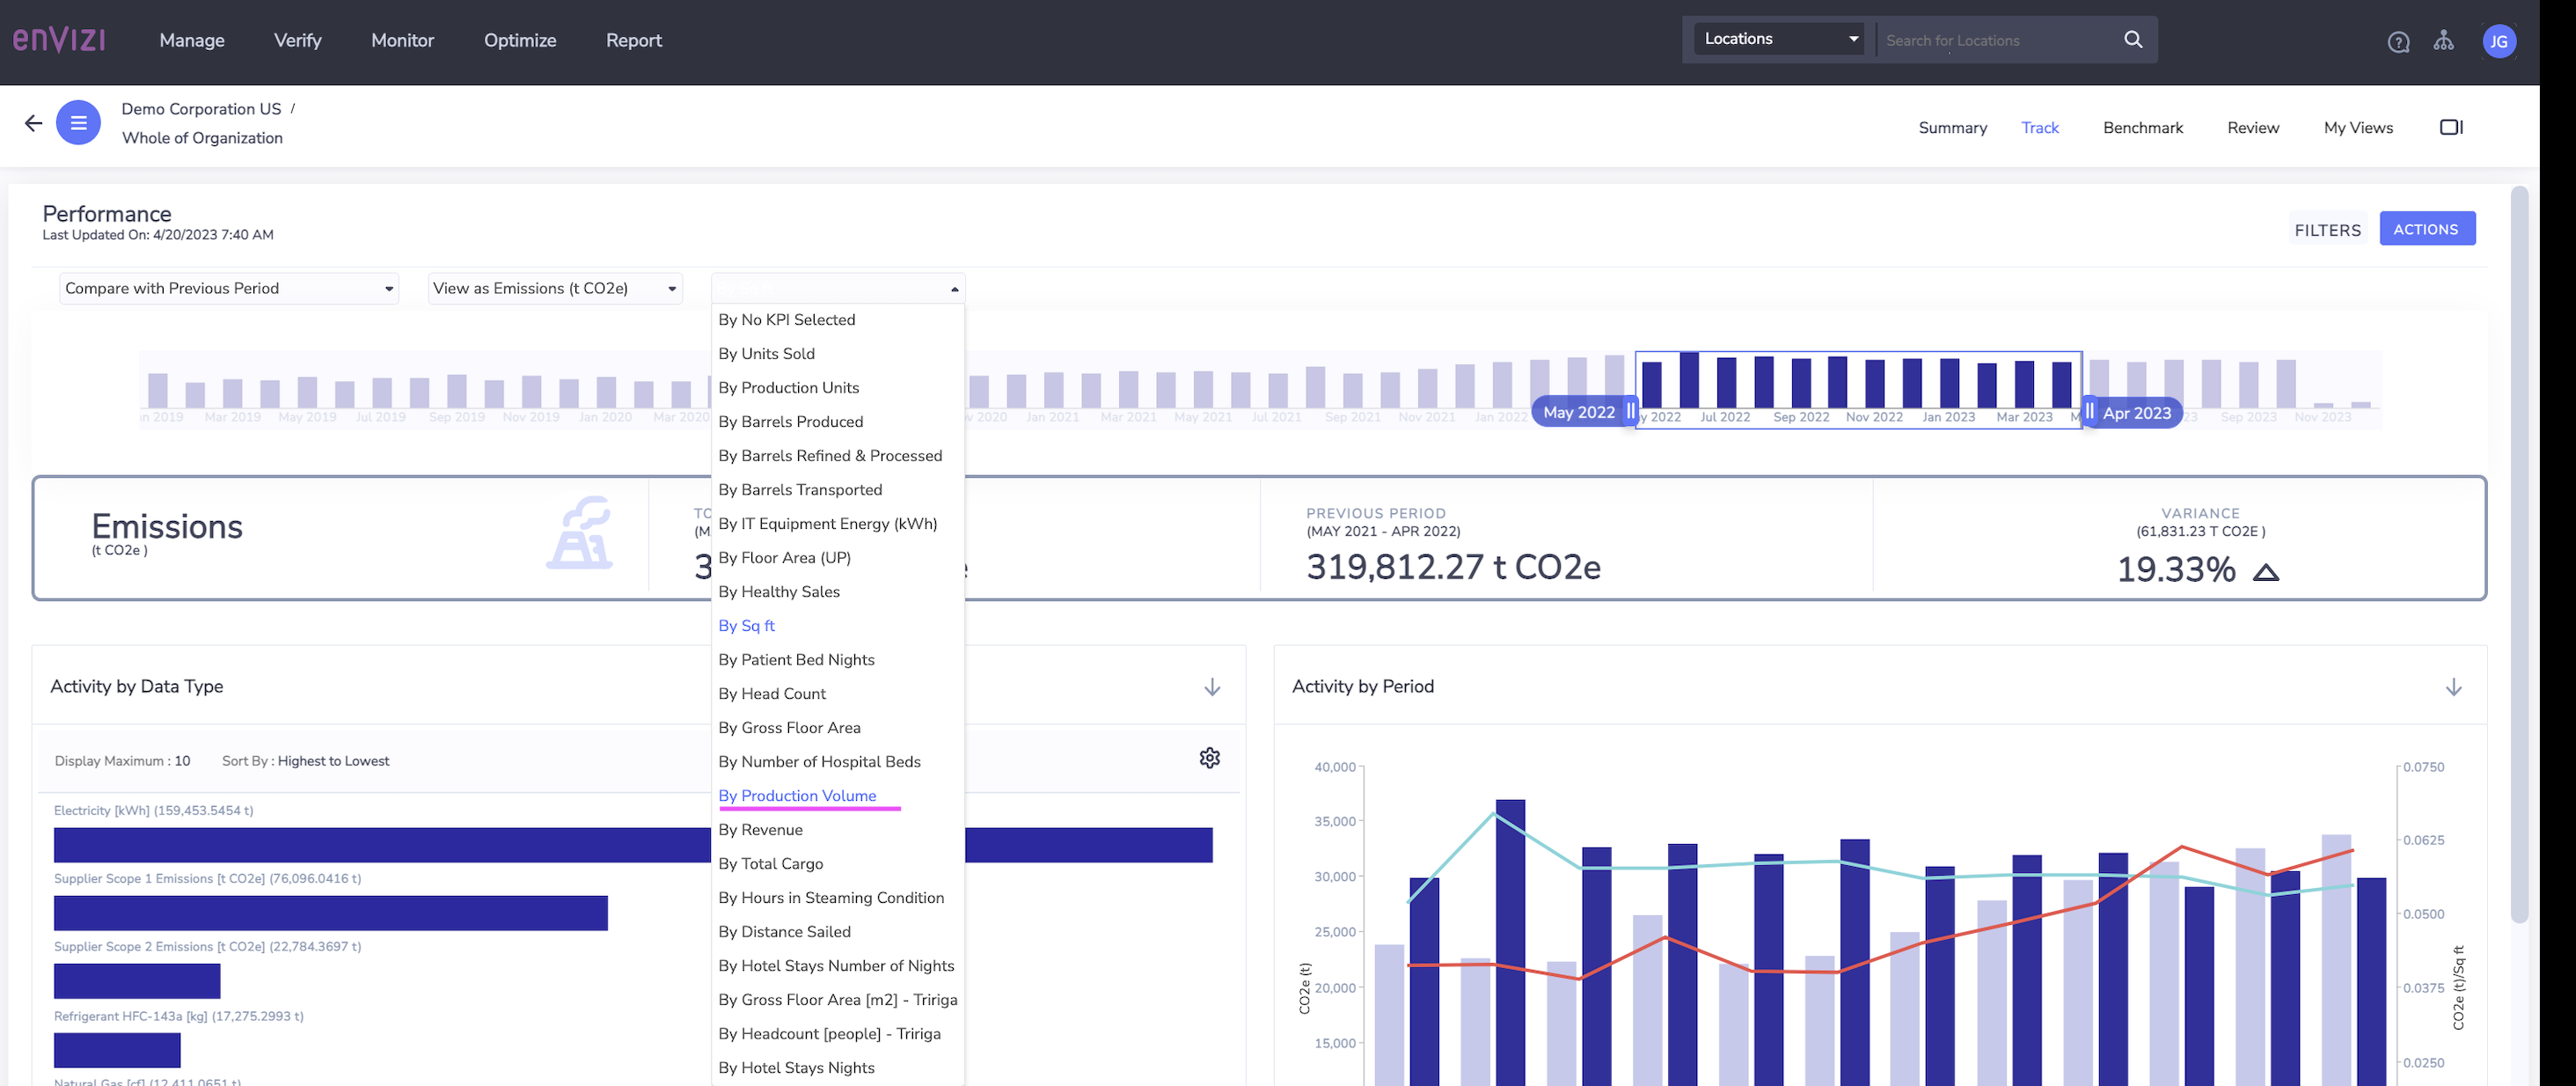 enVIZI
Manage
Verify
Monitor
Optimize
Report
Locations
Search for Locations
JG
Demo Corporation US /
Whole of Organization
Summary
Track
Benchmark
Review
My Views
Performance
Last Updated On: 4/20/2023 7:40 AM
FILTERS
ACTIONS
Compare with Previous Period
View as Emissions (t CO2e)
By No KPI Selected
By Units Sold
By Production Units
By Barrels Produced
By Barrels Refined & Processed
By Barrels Transported
By IT Equipment Energy (kWh)
By Floor Area (UP)
By Healthy Sales
By Sq ft
By Patient Bed Nights
By Head Count
By Gross Floor Area
By Number of Hospital Beds
By Production Volume
By Revenue
By Total Cargo
By Hours in Steaming Condition
By Distance Sailed
By Hotel Stays Number of Nights
By Gross Floor Area [m2] - Tririga
By Headcount [people] - Tririga
By Hotel Stays Nights
n 2019 Mar 2019 May 2019 Jul 2019 Sep 2019 Nov 2019 Jan 2020 Mar 2020
v 2020 Jan 2021 Mar 2021 May 2021 Jul 2021 Sep 2021 Nov 2021 Jan 2022
May 2022
y 2022 Jul 2022 Sep 2022 Nov 2022 Jan 2023 Mar 2023 M
Apr 2023
23 Sep 2023 Nov 2023
Emissions
(t CO2e )
TO
(M
3
e
PREVIOUS PERIOD
(MAY 2021 - APR 2022)
319,812.27 t CO2e
VARIANCE
(61,831.23 T CO2E )
19.33%
Activity by Data Type
Display Maximum : 10
Sort By : Highest to Lowest
Electricity [kWh] (159,453.5454 t)
Supplier Scope 1 Emissions [t CO2e] (76,096.0416 t)
Supplier Scope 2 Emissions [t CO2e] (22,784.3697 t)
Refrigerant HFC-143a [kg] (17,275.2993 t)
Natural Gas [cf] (12,411.0651 t)
Activity by Period
40,000
35,000
30,000
25,000
20,000
15,000
CO2e (t)
0.0750
0.0625
0.0500
0.0375
0.0250
CO2e (t)/Sq ft